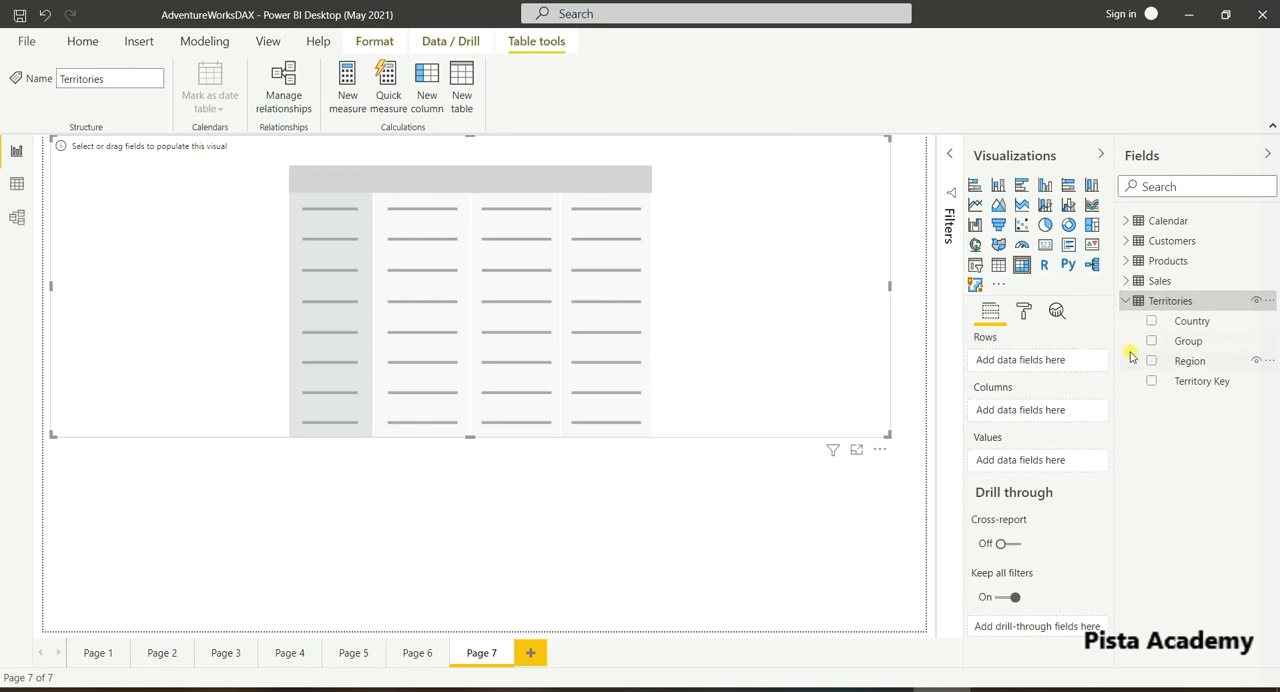 AdventureWorksDAX - Power BI Desktop (May 2021)
Search
Sign in
File
Home
Insert
Modeling
View
Help
Format
Data / Drill
Table tools
Name
Territories
Mark as date
table
New
measure
Quick
measure
New
column
New
table
Manage
relationships
Structure
Calendars
Relationships
Calculations
Select or drag fields to populate this visual
Filters
Visualizations
R
Py
Rows
Add data fields here
Columns
Add data fields here
Values
Add data fields here
Drill through
Cross-report
Off
Keep all filters
On
Add drill-through fields here
Fields
Search
Calendar
Customers
Products
Sales
Territories
Country
Group
Region
Territory Key
Pista Academy
Page 1
Page 2
Page 3
Page 4
Page 5
Page 6
Page 7
Page 7 of 7